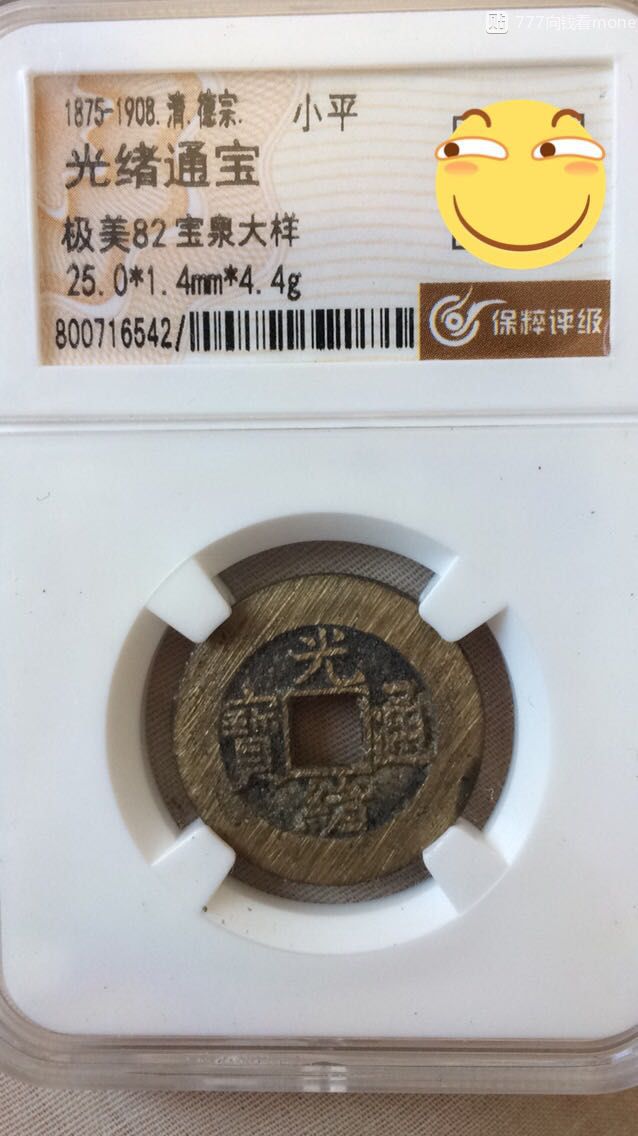 贴 777向钱看mone
1875-1908.清.德宗. 小平
光绪通宝
极美82 宝泉大样
25.0*1.4mm*4.4g
800716542/
保粹评级
光
寶 通
緒